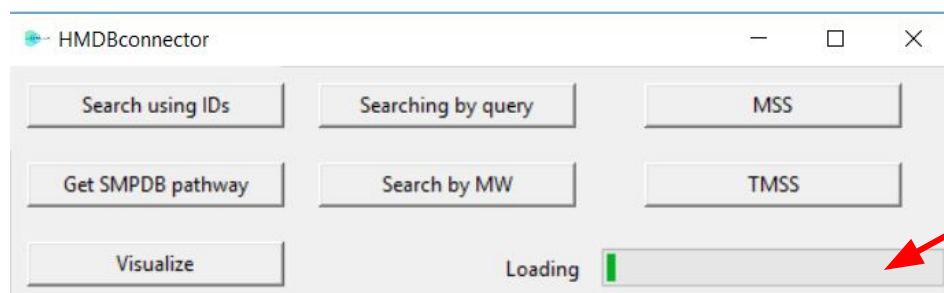 HMDBconnector
Search using IDs
Searching by query
MSS
Get SMPDB pathway
Search by MW
TMSS
Visualize
Loading